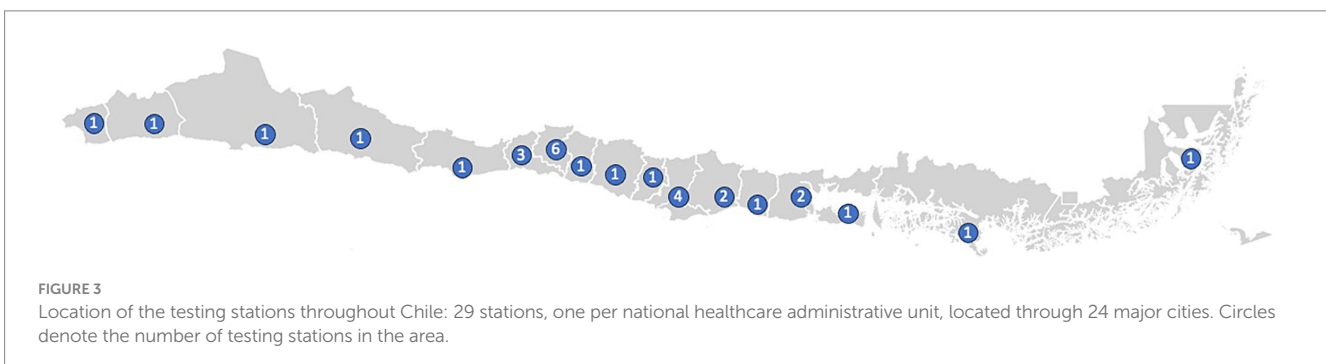 1 1 1 1 1 3 6 1 1 1 4 2 1 2 1 1 1
FIGURE 3
Location of the testing stations throughout Chile: 29 stations, one per national healthcare administrative unit, located through 24 major cities. Circles
denote the number of testing stations in the area.